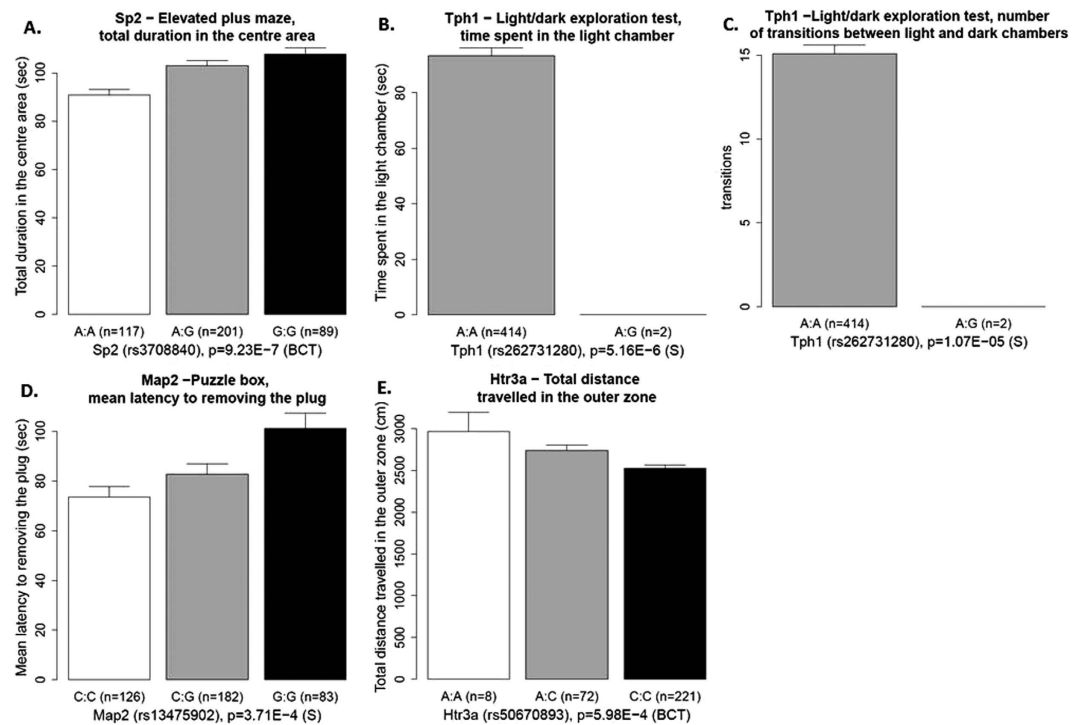 A.
Sp2 – Elevated plus maze,
total duration in the centre area
Total duration in the centre area (sec)
0
20
40
60
80
100
A:A (n=117) A:G (n=201) G:G (n=89)
Sp2 (rs3708840), p=9.23E−7 (BCT)
B.
Tph1 – Light/dark exploration test,
time spent in the light chamber
Time spent in the light chamber (sec)
0
20
40
60
80
A:A (n=414) A:G (n=2)
Tph1 (rs262731280), p=5.16E−6 (S)
C.
Tph1 –Light/dark exploration test, number
of transitions between light and dark chambers
transitions
0
5
10
15
A:A (n=414) A:G (n=2)
Tph1 (rs262731280), p=1.07E−05 (S)
D.
Map2 –Puzzle box,
mean latency to removing the plug
Mean latency to removing the plug (sec)
0
20
40
60
80
100
C:C (n=126) C:G (n=182) G:G (n=83)
Map2 (rs13475902), p=3.71E−4 (S)
E.
Htr3a – Total distance
travelled in the outer zone
Total distance travelled in the outer zone (cm)
0
500
1000
1500
2000
2500
3000
A:A (n=8) A:C (n=72) C:C (n=221)
Htr3a (rs50670893), p=5.98E−4 (BCT)